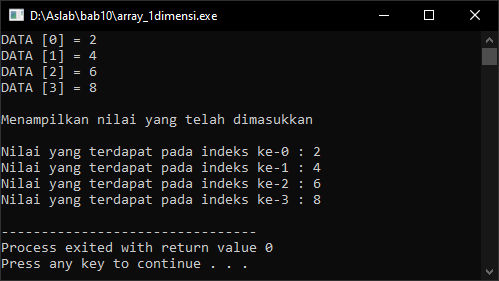 D:\Aslab\bab10\array_1dimensi.exe
DATA [0] = 2
DATA [1] = 4
DATA [2] = 6
DATA [3] = 8
Menampilkan nilai yang telah dimasukkan
Nilai yang terdapat pada indeks ke-0 : 2
Nilai yang terdapat pada indeks ke-1 : 4
Nilai yang terdapat pada indeks ke-2 : 6
Nilai yang terdapat pada indeks ke-3 : 8
--------------------------------
Process exited with return value 0
Press any key to continue . . .